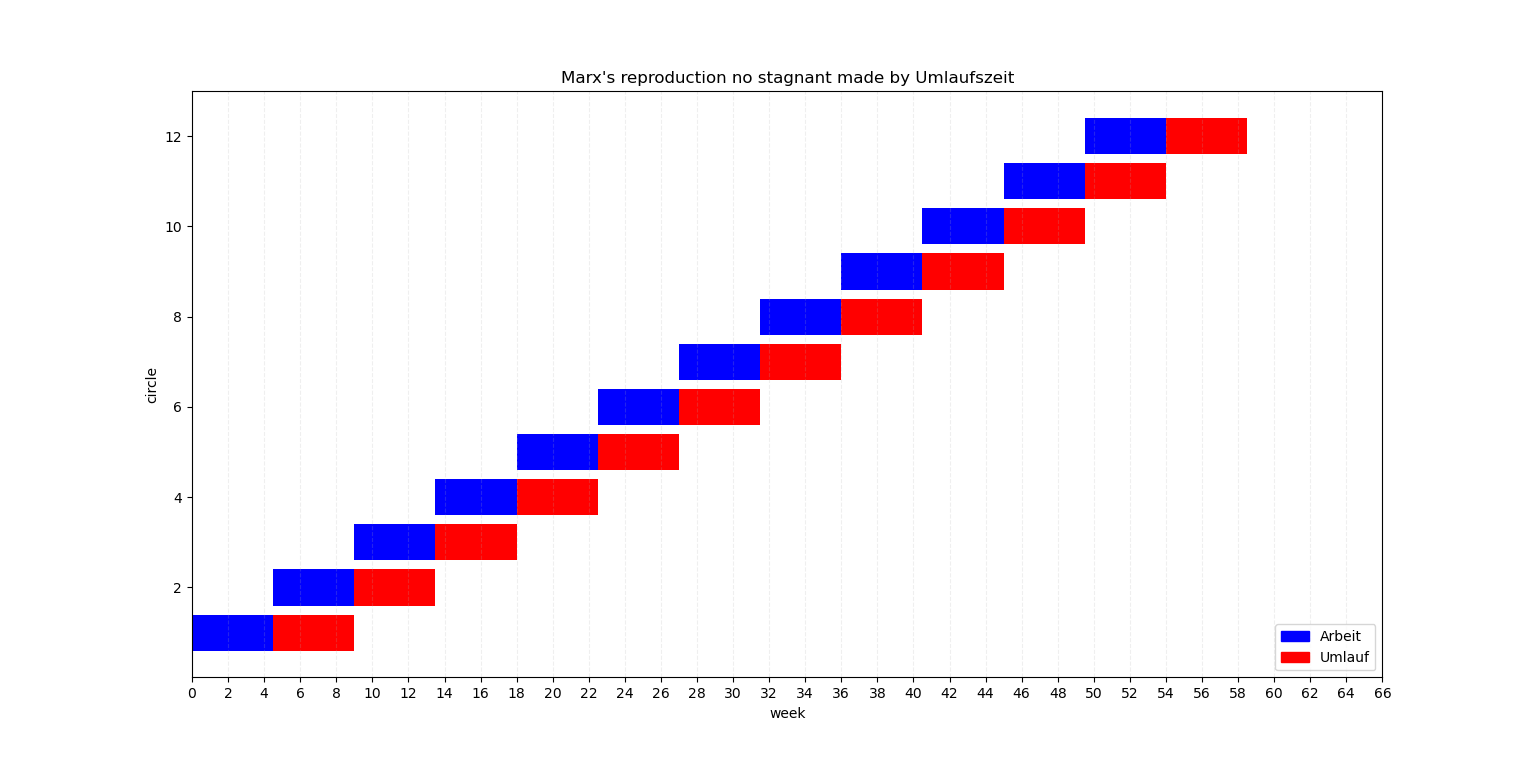 Marx's reproduction no stagnant made by Umlaufszeit
12
10
8
6
4
2
circle
Arbeit
Umlauf
0 2 4 6 8 10 12 14 16 18 20 22 24 26 28 30 32 34 36 38 40 42 44 46 48 50 52 54 56 58 60 62 64 66
week